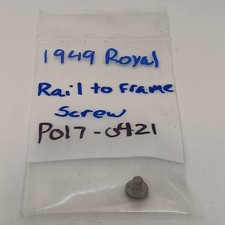 1949 Royal
Rail to Frame
Screw
P017-0421